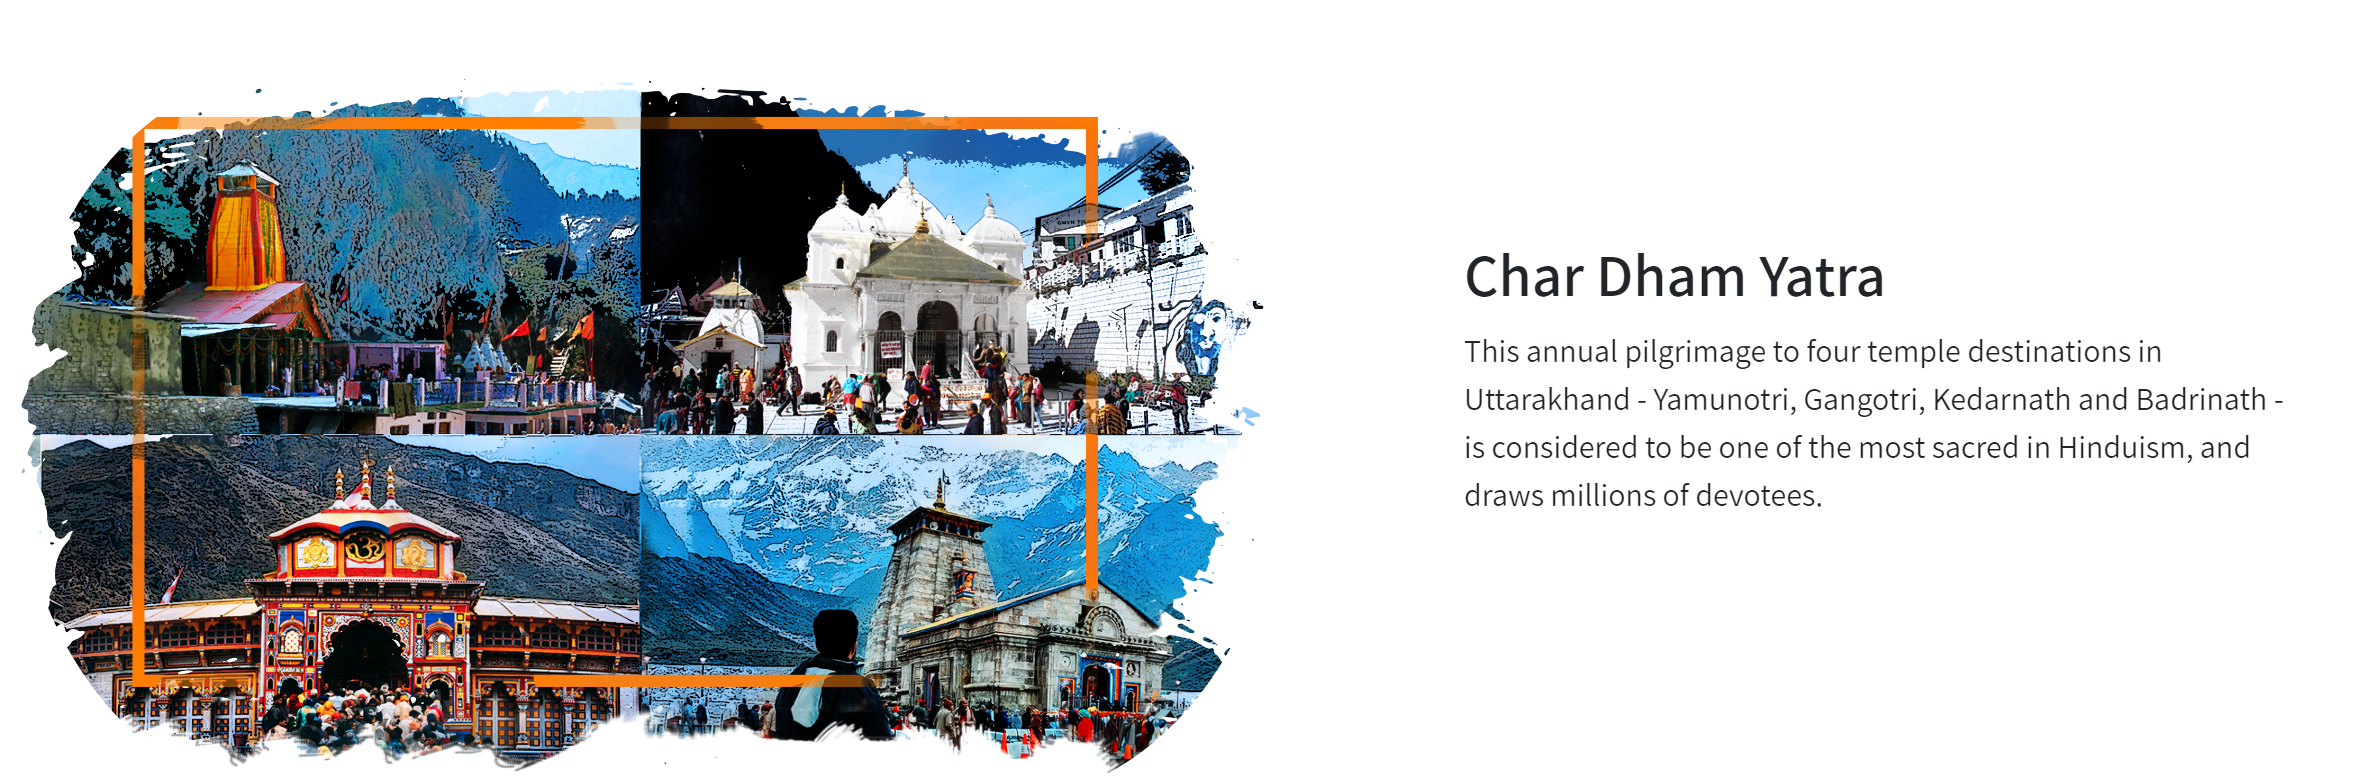 Char Dham Yatra
This annual pilgrimage to four temple destinations in
Uttarakhand - Yamunotri, Gangotri, Kedarnath and Badrinath -
is considered to be one of the most sacred in Hinduism, and
draws millions of devotees.